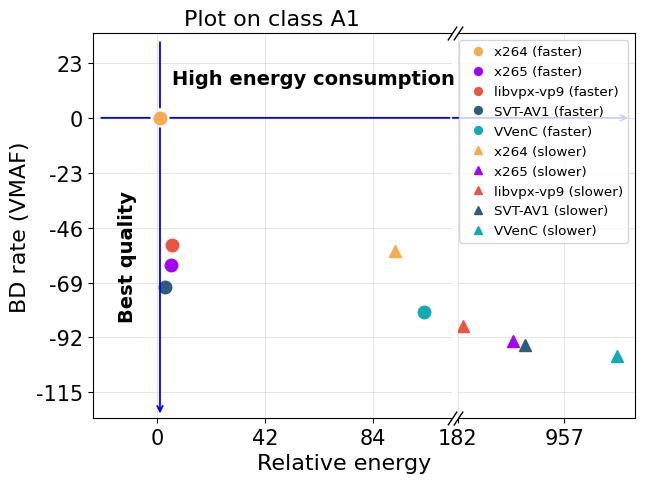 Plot on class A1
BD rate (VMAF)
23
0
-23
-46
-69
-92
-115
High energy consumption
Best quality
x264 (faster)
x265 (faster)
libvpx-vp9 (faster)
SVT-AV1 (faster)
VVenC (faster)
x264 (slower)
x265 (slower)
libvpx-vp9 (slower)
SVT-AV1 (slower)
VVenC (slower)
0 42 84 182 957
Relative energy